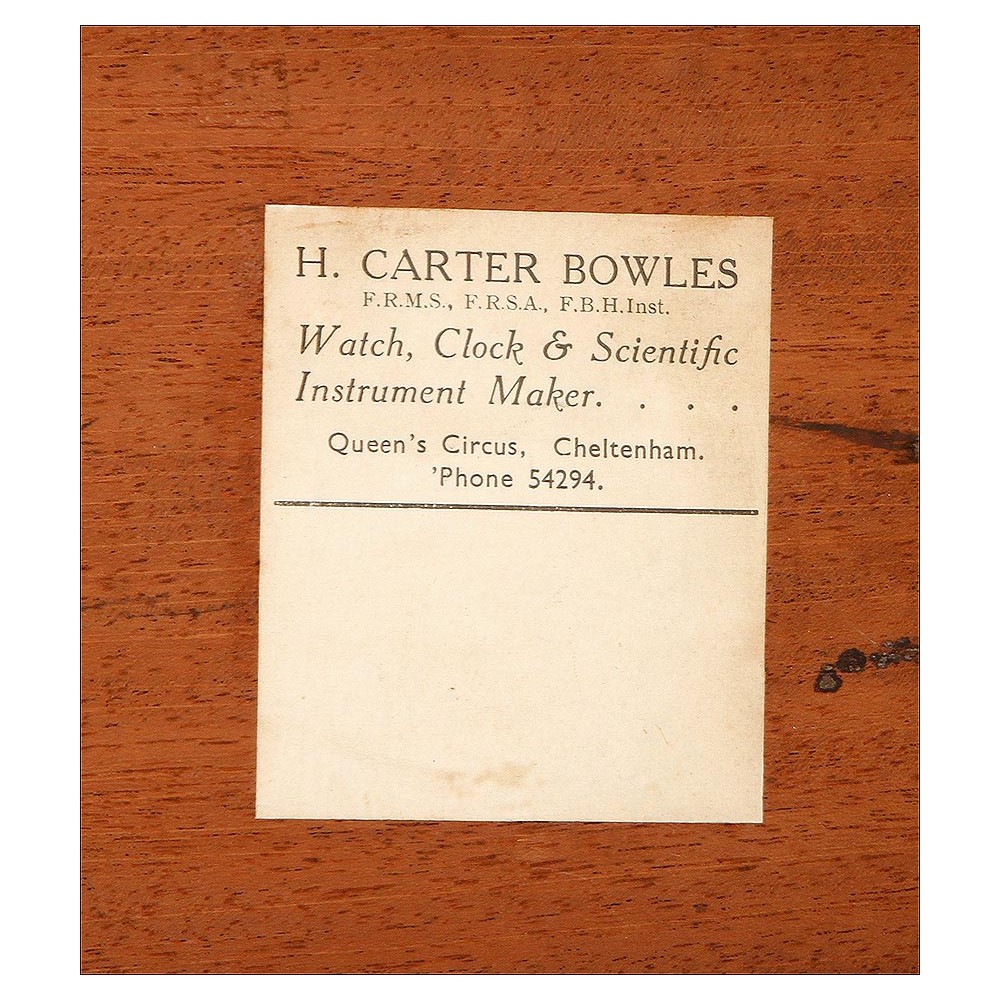 H. CARTER BOWLES
F.R.M.S., F.R.S.A., F.B.H.Inst.
Watch, Clock & Scientific
Instrument Maker. . . .
Queen's Circus, Cheltenham.
'Phone 54294.